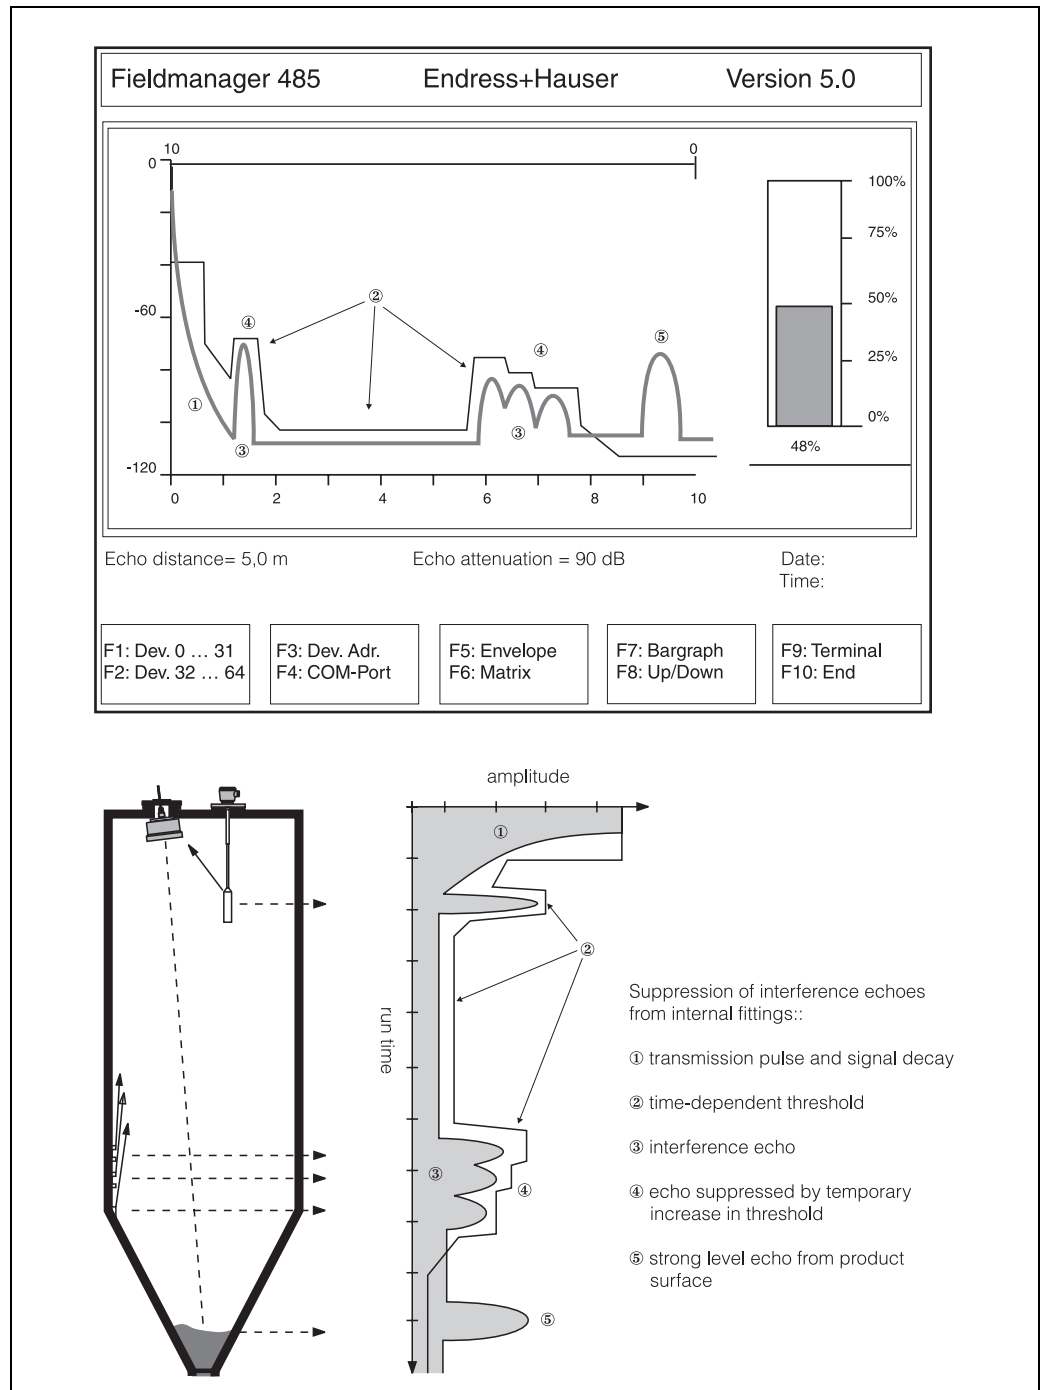 Fieldmanager 485 Endress+Hauser Version 5.0
10 0
0
-60
-120
0 2 4 6 8 10
① ② ③ ④ ③ ④ ⑤
100%
75%
50%
25%
0%
48%
Echo distance= 5,0 m Echo attenuation = 90 dB Date:
Time:
F1: Dev. 0 ... 31
F2: Dev. 32 ... 64
F3: Dev. Adr.
F4: COM-Port
F5: Envelope
F6: Matrix
F7: Bargraph
F8: Up/Down
F9: Terminal
F10: End
amplitude
run time
①
②
③
④
⑤
Suppression of interference echoes
from internal fittings::
① transmission pulse and signal decay
② time-dependent threshold
③ interference echo
④ echo suppressed by temporary
increase in threshold
⑤ strong level echo from product
surface